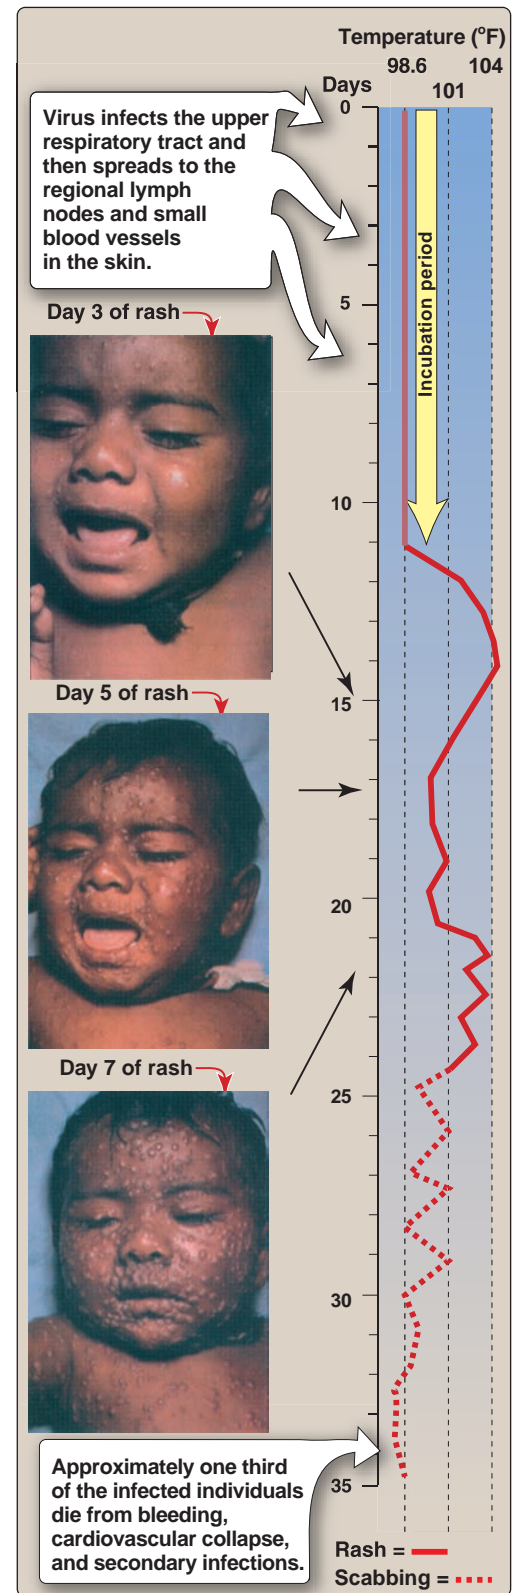 Temperature (°F)
98.6 104
101
Days
0
Virus infects the upper
respiratory tract and
then spreads to the
regional lymph
nodes and small
blood vessels
in the skin.
Incubation period
5
Day 3 of rash
10
15
Day 5 of rash
20
Day 7 of rash
25
30
35
Approximately one third
of the infected individuals
die from bleeding,
cardiovascular collapse,
and secondary infections.
Rash =
Scabbing =